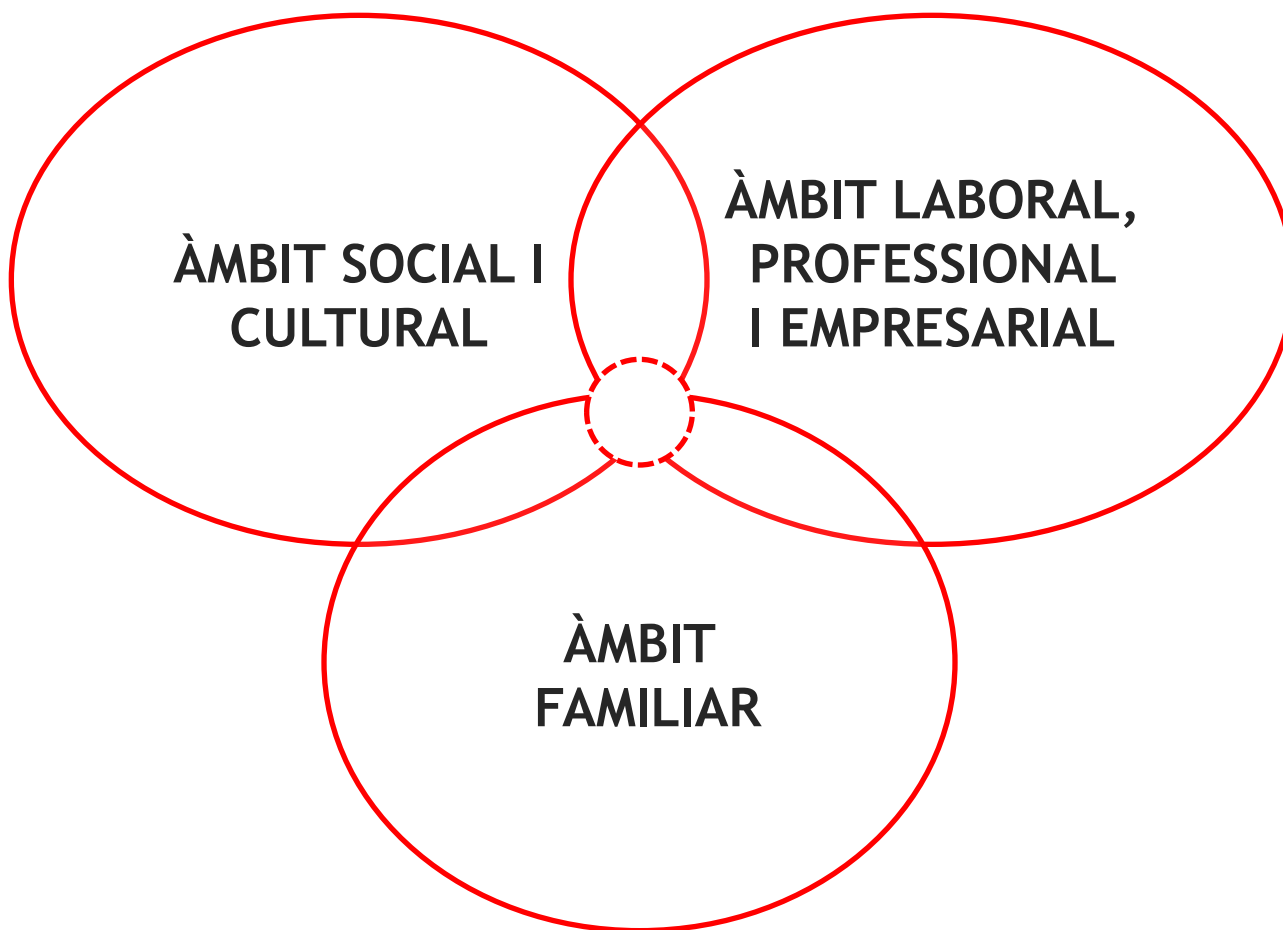 ÀMBIT SOCIAL I
CULTURAL
ÀMBIT LABORAL,
PROFESSIONAL
I EMPRESARIAL
ÀMBIT
FAMILIAR